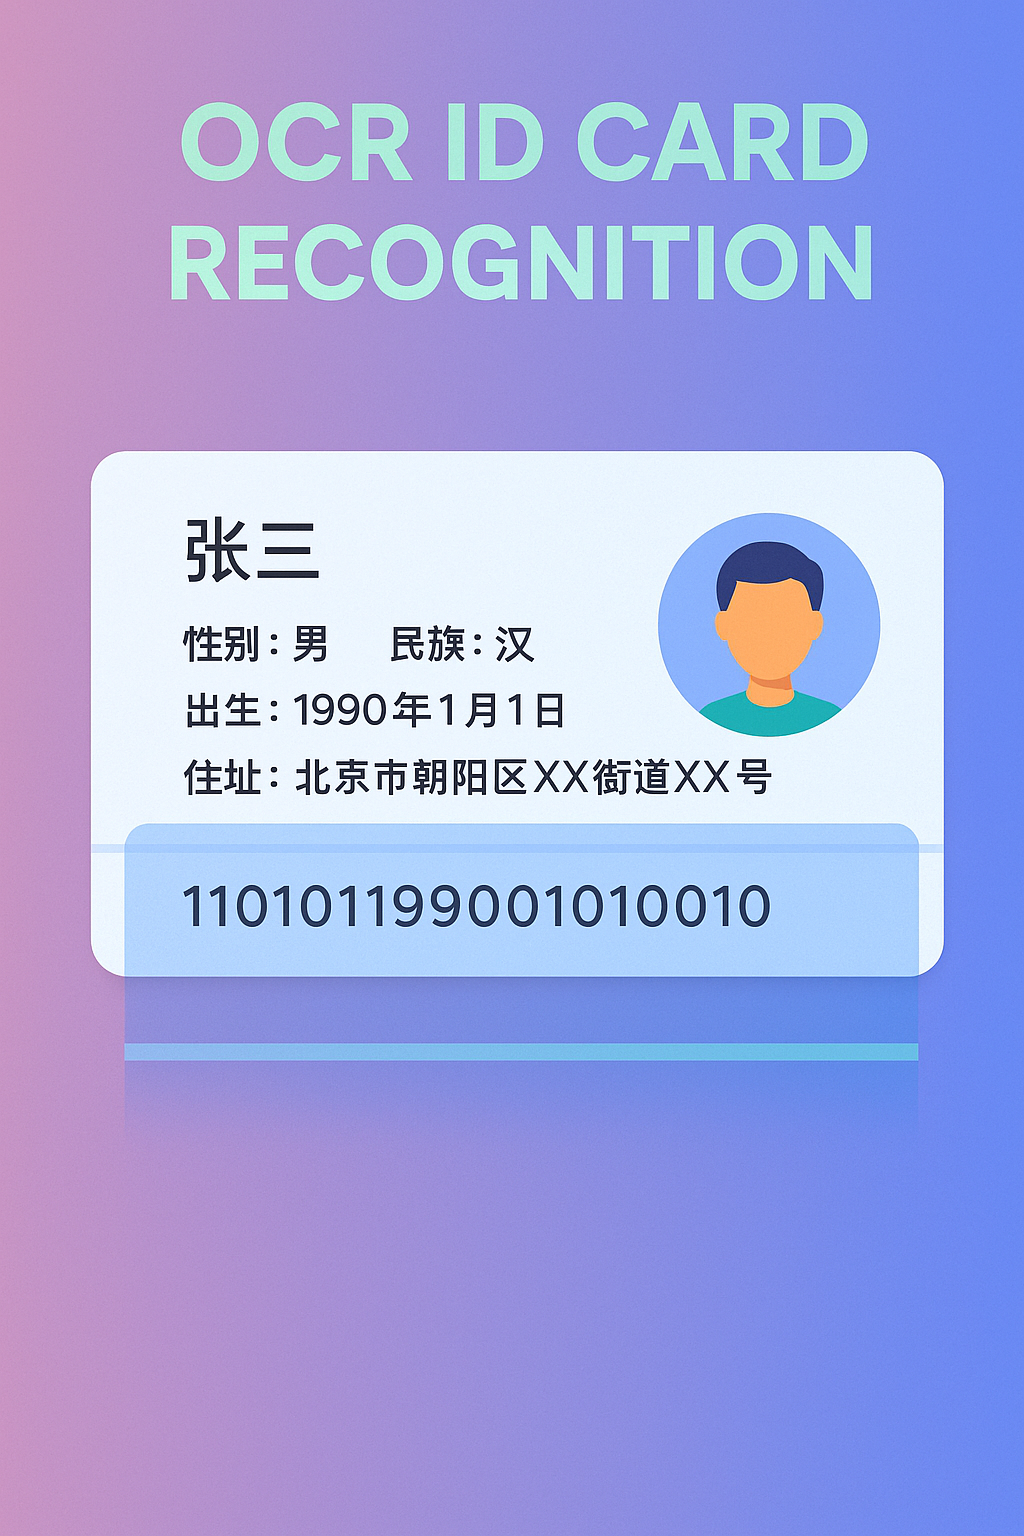 OCR ID CARD
RECOGNITION
张三
性别：男 民族：汉
出生：1990年1月1日
住址：北京市朝阳区XX街道XX号
110101199001010010